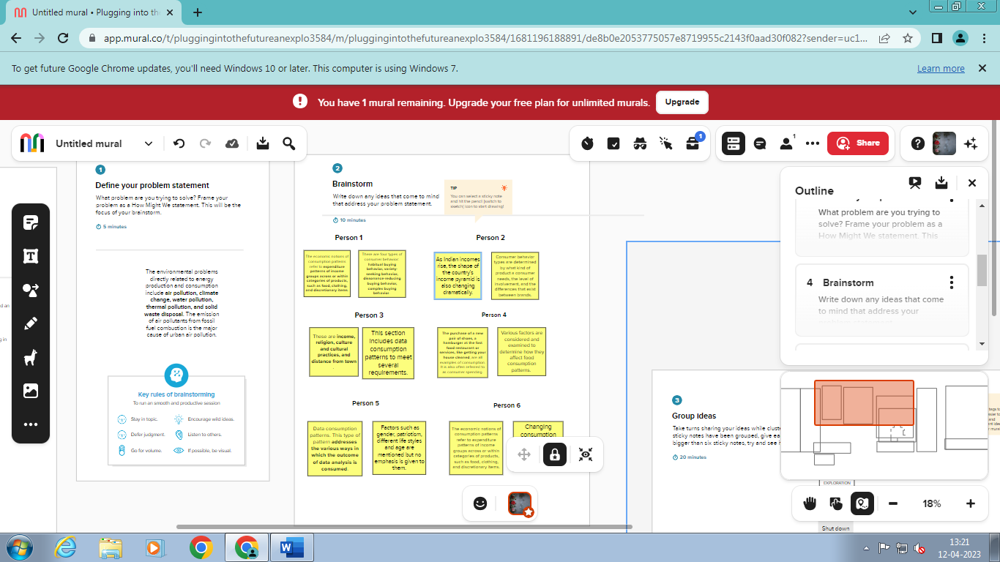 Untitled mural • Plugging into th
app.mural.co/t/pluggingintothefutureanexplo3584/m/pluggingintothefutureanexplo3584/1681196188891/de8b0e2053775057e8719955c2143f0aad30f082?sender=uc1...
To get future Google Chrome updates, you'll need Windows 10 or later. This computer is using Windows 7.
Learn more
You have 1 mural remaining. Upgrade your free plan for unlimited murals.
Upgrade
Untitled mural
1
1
Share
1
Define your problem statement
What problem are you trying to solve? Frame your
problem as a How Might We statement. This will be the
focus of your brainstorm.
5 minutes
The environmental problems
directly related to energy
production and consumption
include air pollution, climate
change, water pollution,
thermal pollution, and solid
waste disposal. The emission
of air pollutants from fossil
fuel combustion is the major
cause of urban air pollution.
Key rules of brainstorming
To run an smooth and productive session
Stay in topic.
Encourage wild ideas.
Defer judgment.
Listen to others.
Go for volume.
If possible, be visual.
2
Brainstorm
Write down any ideas that come to mind
that address your problem statement.
10 minutes
TIP
You can select a sticky note
and hit the pencil [switch to
sketch] icon to start drawing!
Person 1
Person 2
The economic notions of
consumption patterns
refer to expenditure
patterns of income
groups across or within
categories of products,
such as food, clothing,
and discretionary items
There are four types of
consumer behavior:
habitual buying
behavior, variety-
seeking behavior,
dissonance-reducing
buying behavior,
complex buying
behavior
As Indian incomes
rise, the shape of
the country's
income pyramid is
also changing
dramatically.
Consumer behavior
types are determined
by what kind of
product a consumer
needs, the level of
involvement, and the
differences that exist
between brands.
Person 3
Person 4
These are income,
religion, culture
and cultural
practices, and
distance from town
.
This section
includes data
consumption
patterns to meet
several
requirements.
The purchase of a new
pair of shoes, a
hamburger at the fast
food restaurant or
services, like getting your
house cleaned, are all
examples of consumption.
It is also often referred to
as consumer spending.
Various factors are
considered and
examined to
determine how they
affect food
consumption
patterns.
Person 5
Person 6
Data consumption
patterns. This type of
pattern addresses
the various ways in
which the outcome
of data analysis is
consumed.
Factors such as
gender, patriotism,
different life styles
and age are
mentioned but no
emphasis is given to
them.
The economic notions of
consumption patterns
refer to expenditure
patterns of income
groups across or within
categories of products,
such as food, clothing,
and discretionary items.
Changing
consumption
3
Group ideas
Take turns sharing your ideas while cluste
notes have been grouped, give ea
bigger than six sticky notes, try and see i
20 minutes
Outline
What problem are you trying to
solve? Frame your problem as a
How Might We statement. This
4 Brainstorm
Write down any ideas that come
to mind that address your
EXPLORATION
18%
Shut down
13:21
12-04-2023